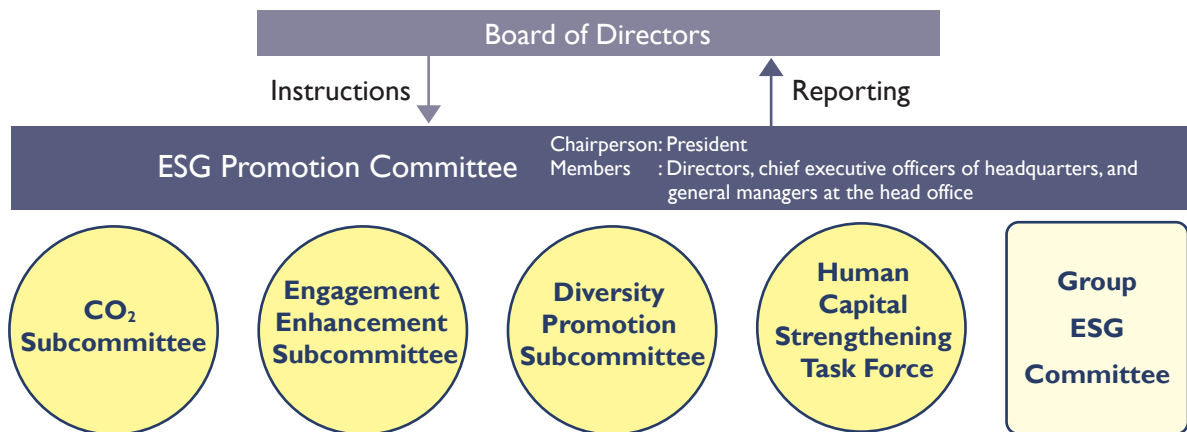 Board of Directors
Instructions
Reporting
ESG Promotion Committee
Chairperson: President
Members : Directors, chief executive officers of headquarters, and
general managers at the head office
CO₂
Subcommittee
Engagement
Enhancement
Subcommittee
Diversity
Promotion
Subcommittee
Human
Capital
Strengthening
Task Force
Group
ESG
Committee